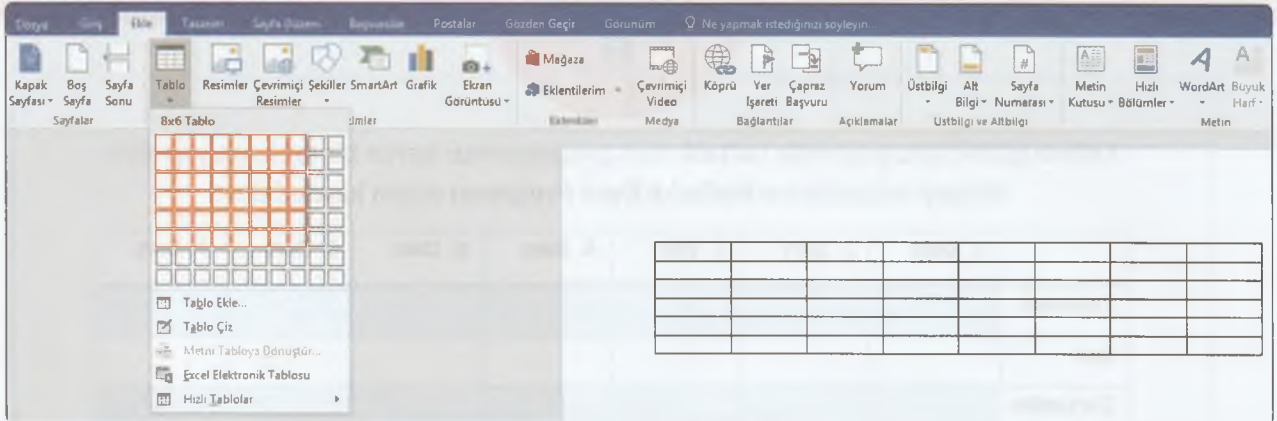 Dosya Giriş Ekle Tasarım Sayfa Düzeni Başvurular Postalar Gözden Geçir Görünüm Ne yapmak istediğinizi söyleyin...
Kapak Sayfası Boş Sayfa Sayfa Sonu
Tablo
Resimler Çevrimiçi Resimler Şekiller SmartArt Grafik Ekran Görüntüsü
Mağaza
Eklentilerim
Çevrimiçi Video
Köprü Yer İşareti Çapraz Başvuru
Yorum
Üstbilgi Alt Bilgi Sayfa Numarası
Metin Kutusu Hızlı Bölümler WordArt Büyük Harf
Sayfalar Eklentiler Medya Bağlantılar Açıklamalar Üstbilgi ve Altbilgi Metin
8x6 Tablo
Tablo Ekle...
Tablo Çiz
Metni Tabloya Dönüştür...
Excel Elektronik Tablosu
Hızlı Tablolar